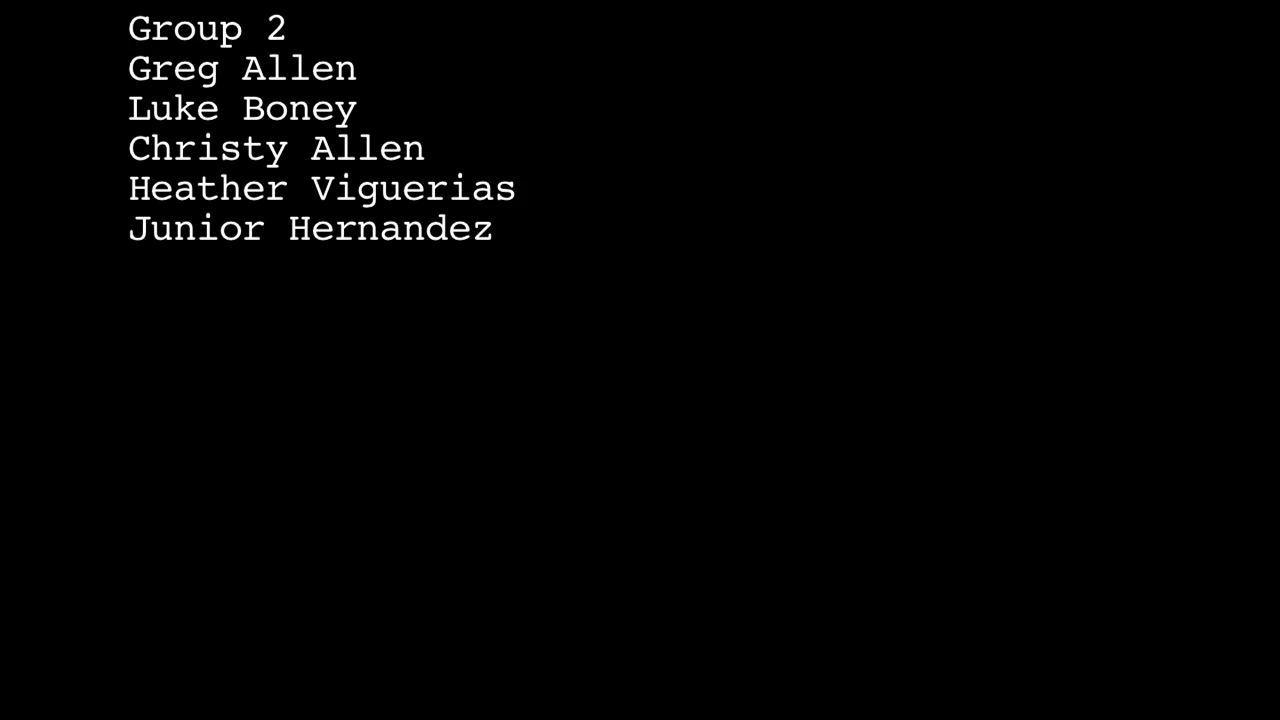 Group 2
Greg Allen
Luke Boney
Christy Allen
Heather Viguerias
Junior Hernandez